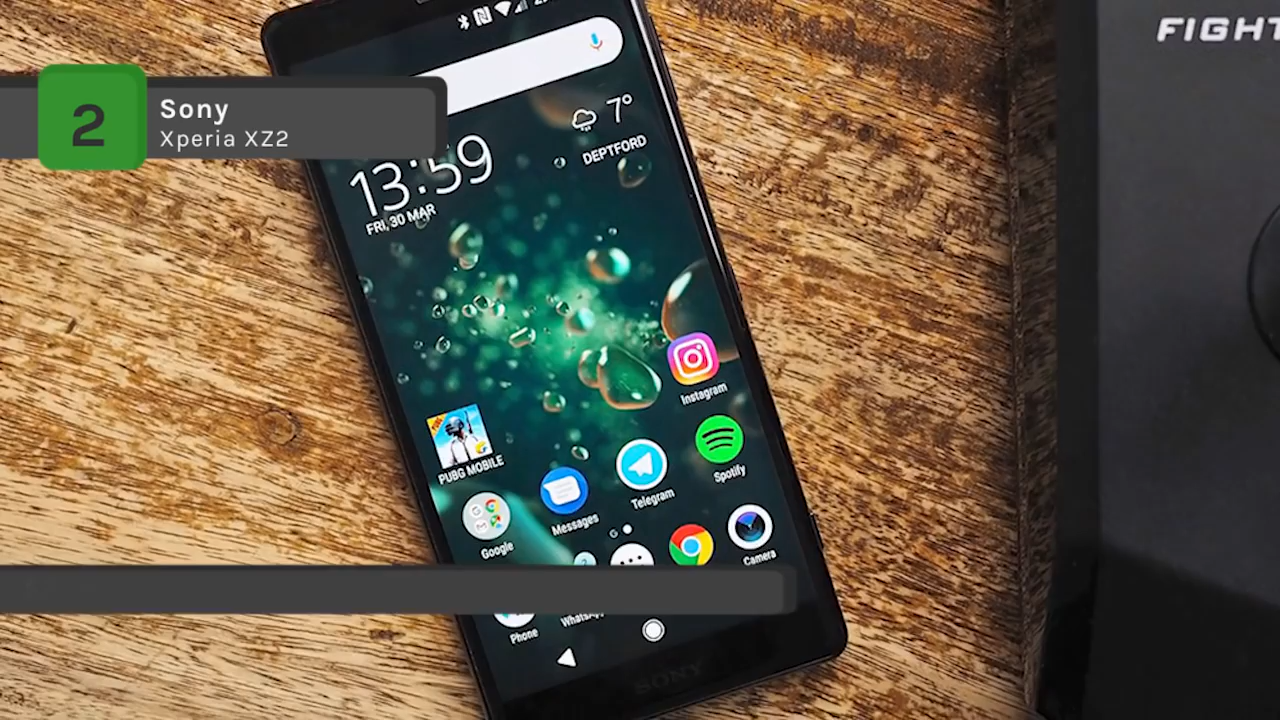 FIGHT
2
Sony
Xperia XZ2
7°
DEPTFORD
13:59
FRI, 30 MAR
Instagram
PUBG MOBILE
Spotify
Telegram
Messages
Google
Camera
WhatsApp
Phone
SONY